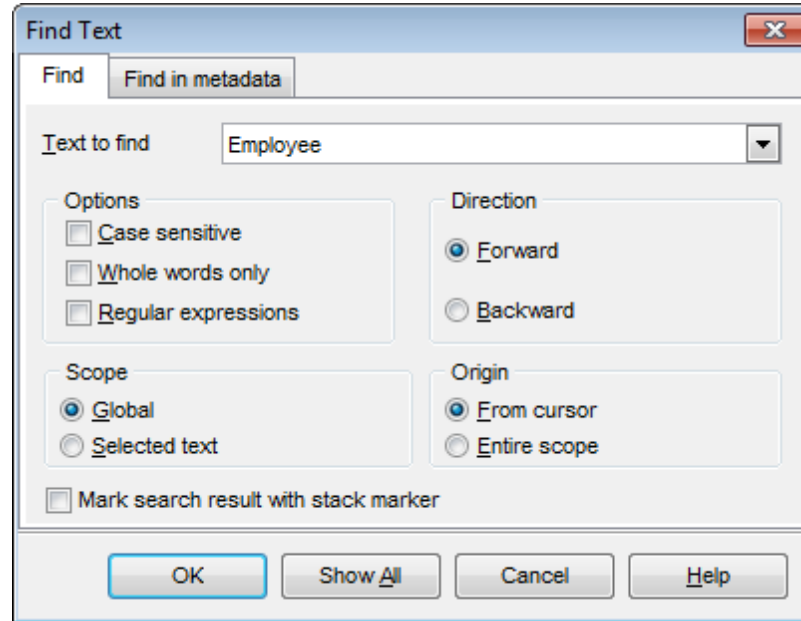 Find Text
Find
Find in metadata
Text to find
Employee
Options
Case sensitive
Whole words only
Regular expressions
Direction
Forward
Backward
Scope
Global
Selected text
Origin
From cursor
Entire scope
Mark search result with stack marker
OK
Show All
Cancel
Help